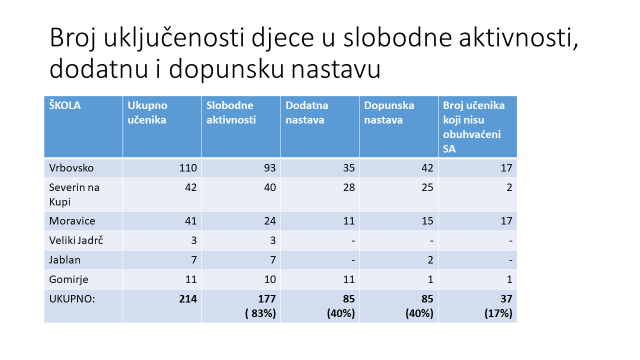 Broj uključenosti djece u slobodne aktivnosti,
dodatnu i dopunsku nastavu
ŠKOLA Ukupno učenika Slobodne aktivnosti Dodatna nastava Dopunska nastava Broj učenika koji nisu obuhvaćeni SA
Vrbovsko 110 93 35 42 17
Severin na Kupi 42 40 28 25 2
Moravice 41 24 11 15 17
Veliki Jadrč 3 3 - - -
Jablan 7 7 - 2 -
Gomirje 11 10 11 1 1
UKUPNO: 214 177 ( 83%) 85 (40%) 85 (40%) 37 (17%)